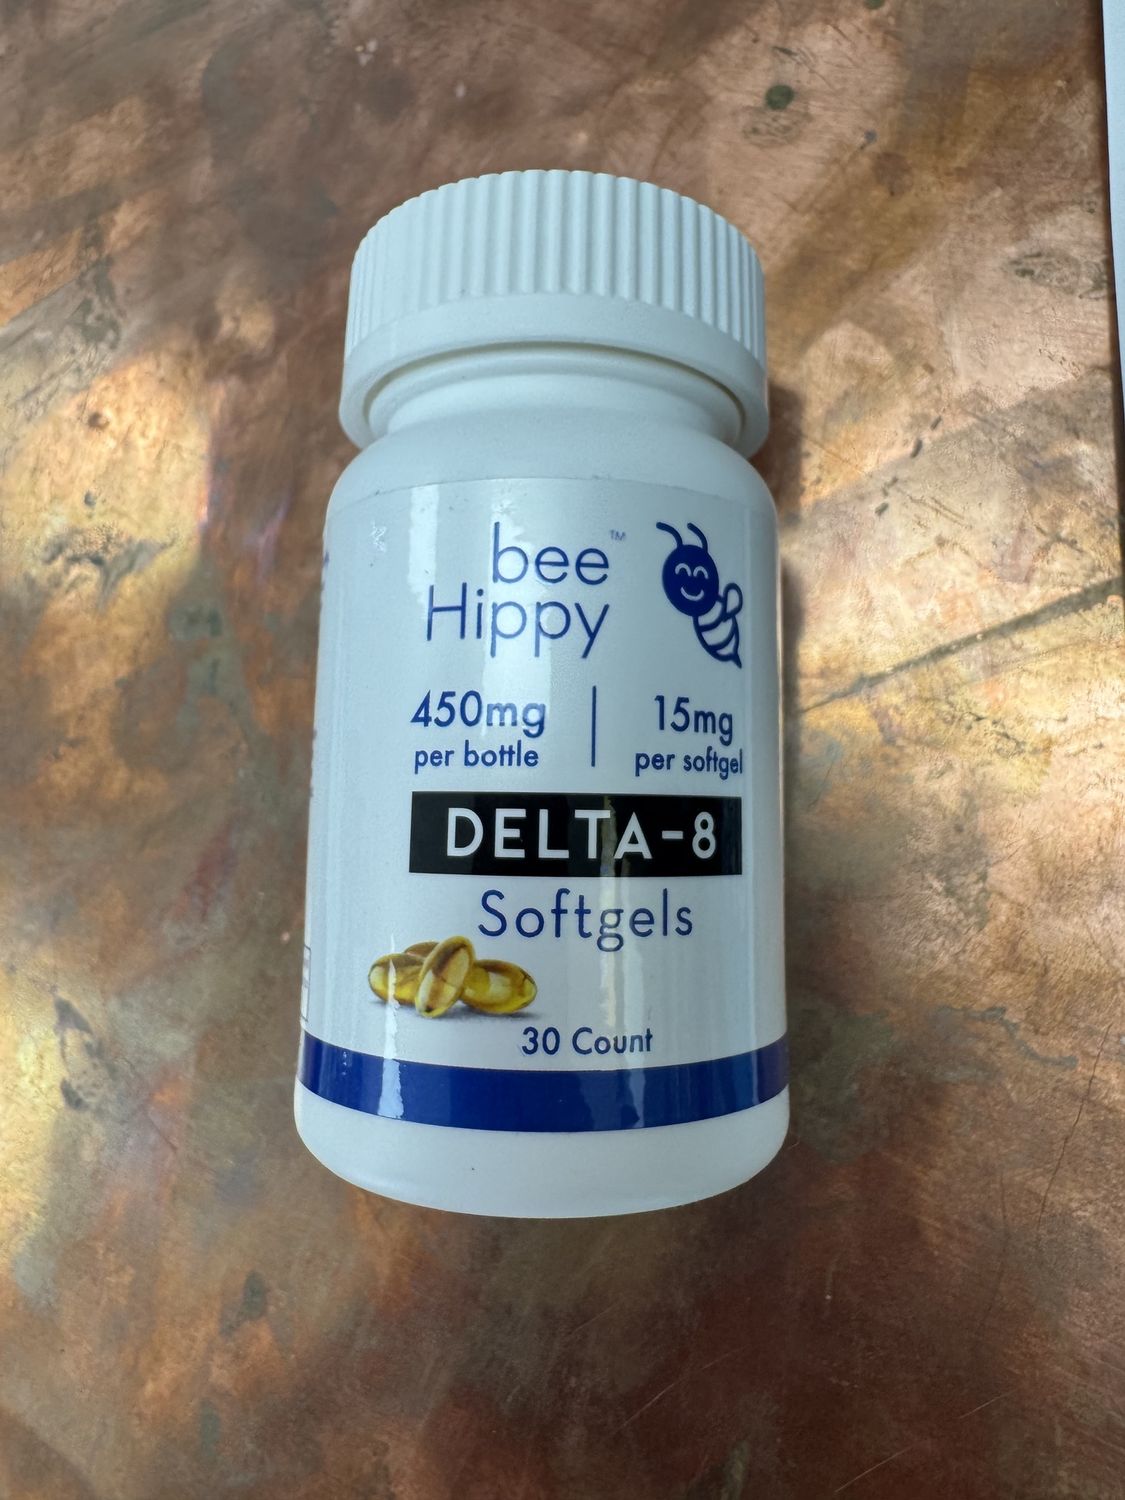 bee™
Hippy
450mg
per bottle
15mg
per softgel
DELTA-8
Softgels
30 Count